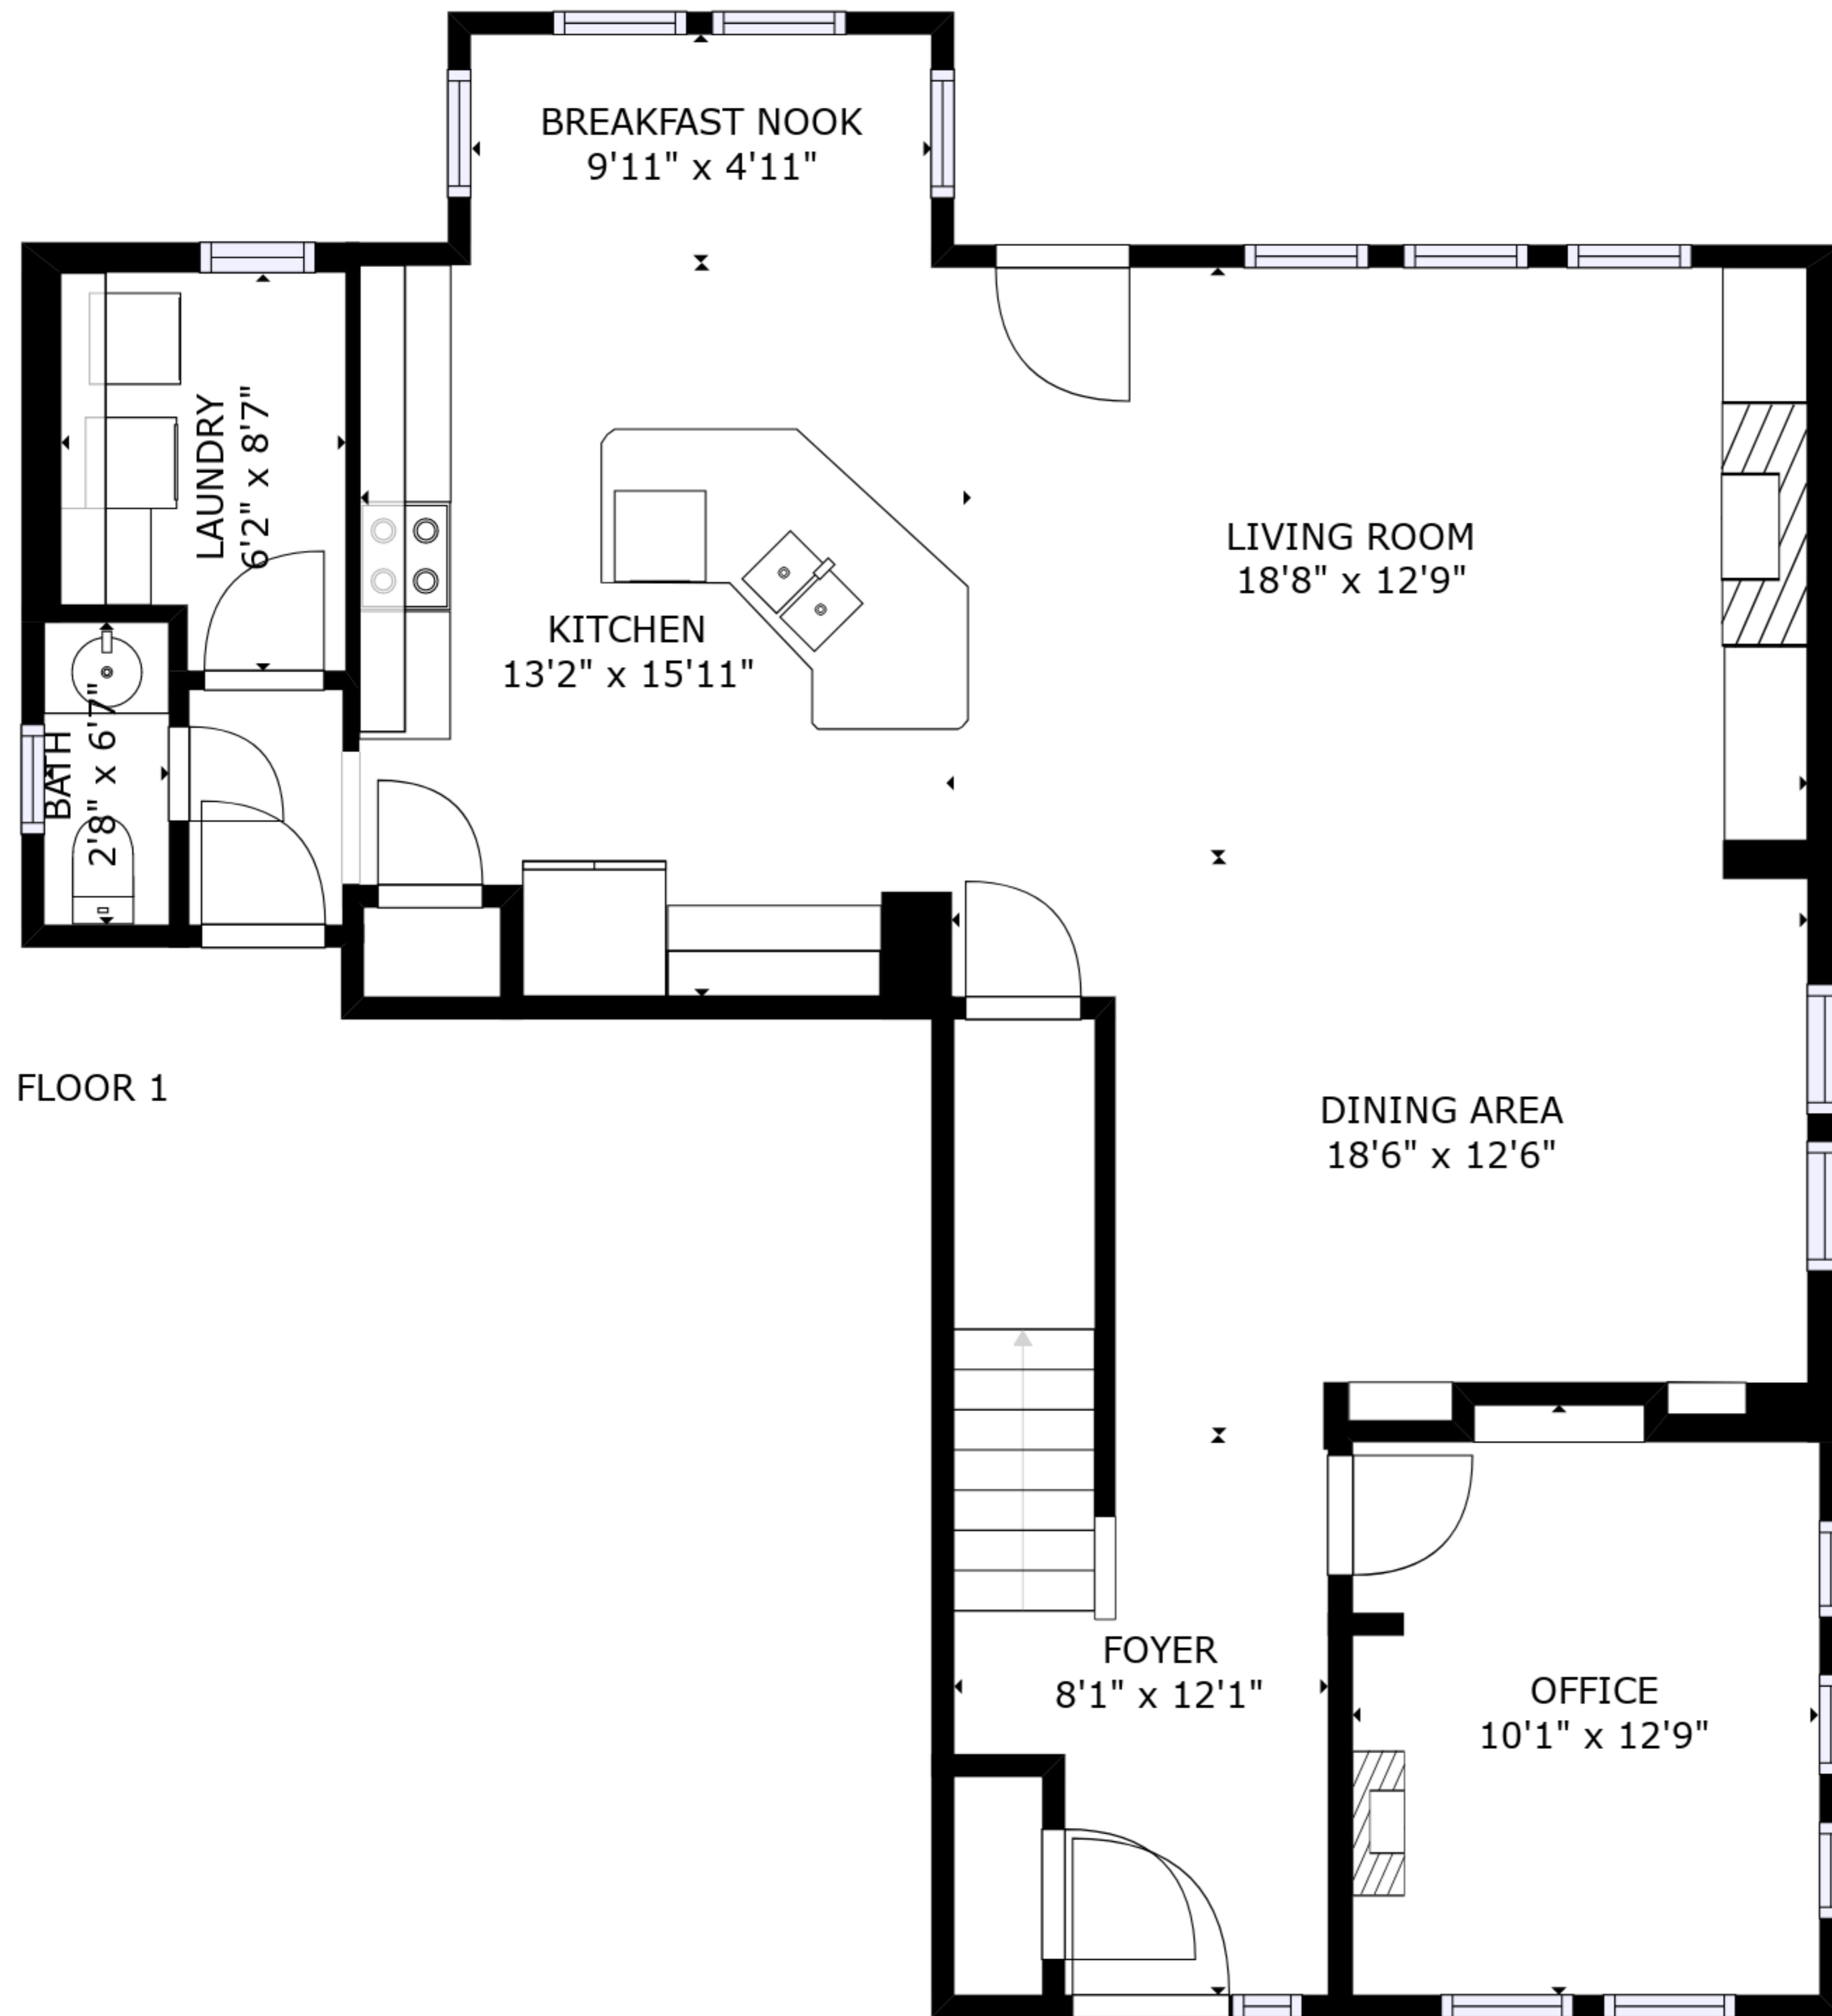 BREAKFAST NOOK
9'11" x 4'11"
LAUNDRY
6'2" x 8'7"
LIVING ROOM
18'8" x 12'9"
KITCHEN
13'2" x 15'11"
BATH
2'8" x 6'7"
FLOOR 1
DINING AREA
18'6" x 12'6"
FOYER
8'1" x 12'1"
OFFICE
10'1" x 12'9"